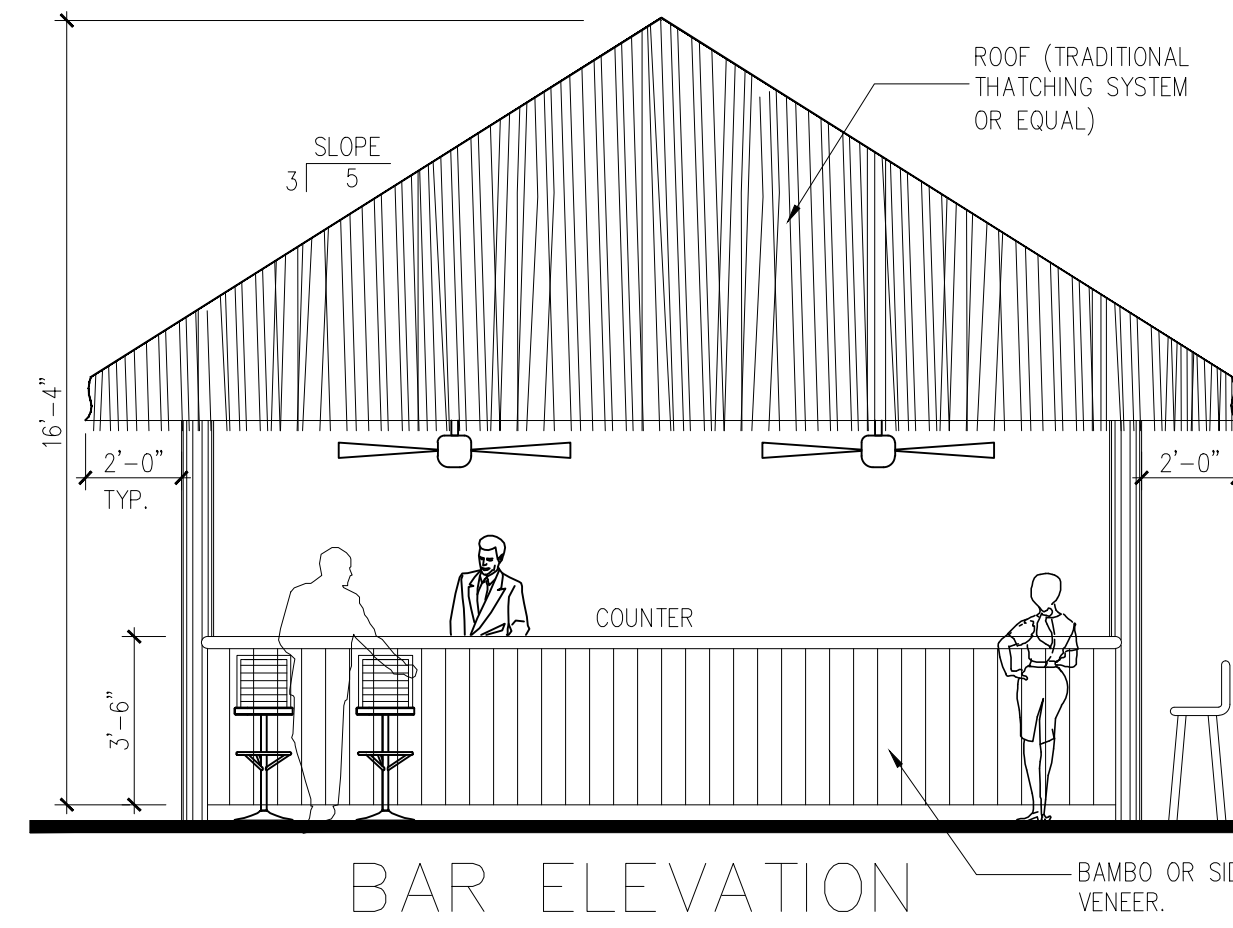 ROOF (TRADITIONAL
THATCHING SYSTEM
OR EQUAL)
SLOPE
3 5
16'-4"
2'-0"
TYP.
2'-0"
COUNTER
3'-6"
BAMBO OR
VENEER.
BAR ELEVATION